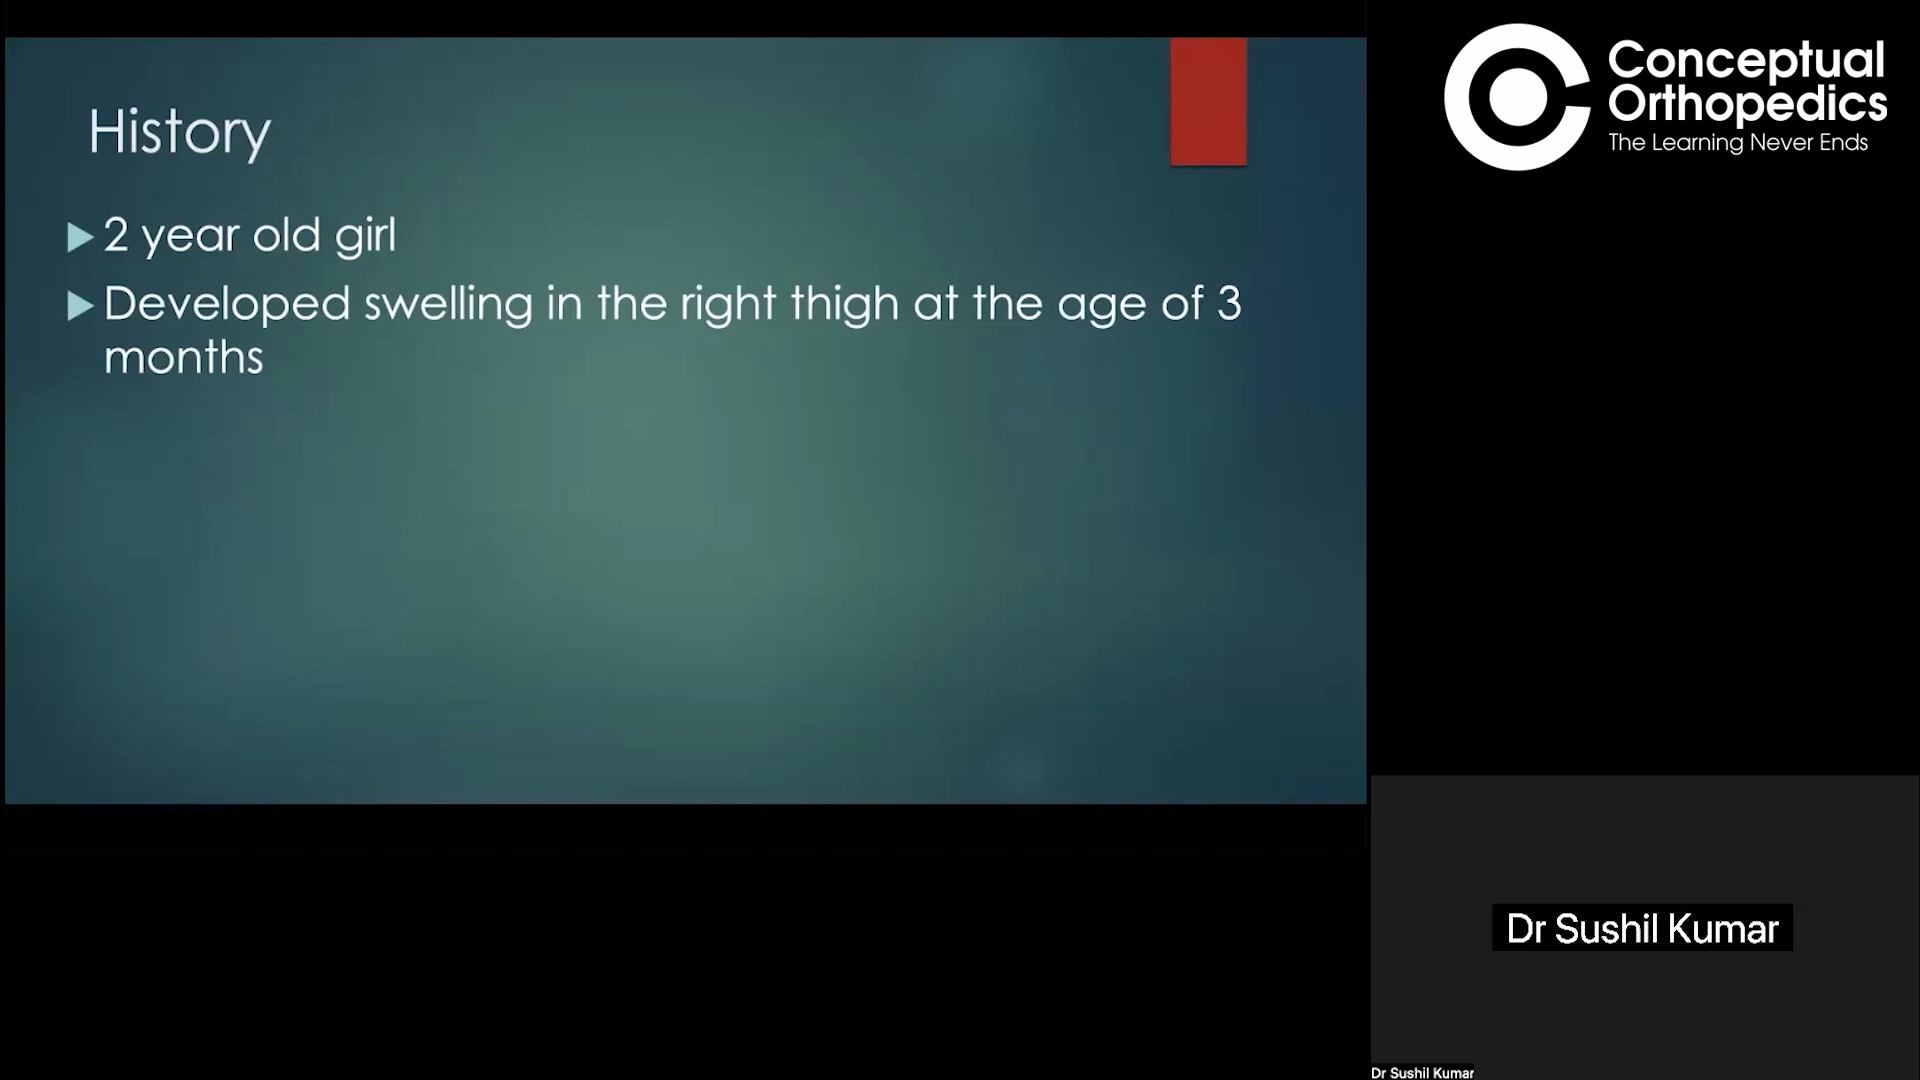 History
2 year old girl
Developed swelling in the right thigh at the age of 3
months
Conceptual
Orthopedics
The Learning Never Ends
Dr Sushil Kumar
Dr Sushil Kumar